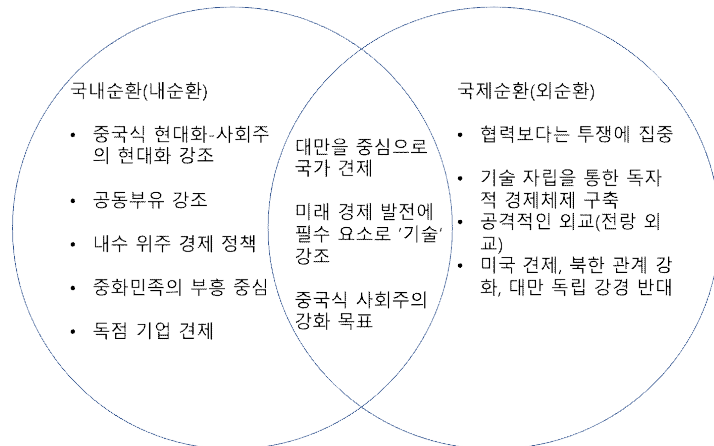 국내순환(내순환)
• 중국식 현대화-사회주
의 현대화 강조
• 공동부유 강조
• 내수 위주 경제 정책
• 중화민족의 부흥 중심
• 독점 기업 견제
대만을 중심으로
국가 견제
미래 경제 발전에
필수 요소로 '기술'
강조
중국식 사회주의
강화 목표
국제순환(외순환)
• 협력보다는 투쟁에 집중
• 기술 자립을 통한 독자
적 경제체제 구축
• 공격적인 외교(전랑 외
교)
• 미국 견제, 북한 관계 강
화, 대만 독립 강경 반대